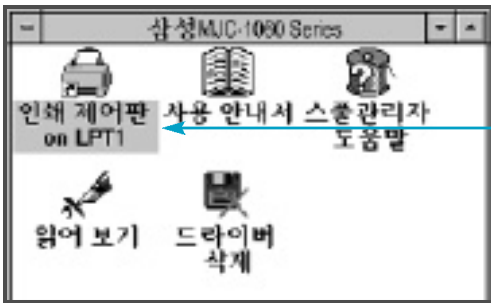 삼성MJC-1060 Series
인쇄 제어판
on LPT1
사용 안내서
스풀관리자
도움말
읽어 보기
드라이버
삭제